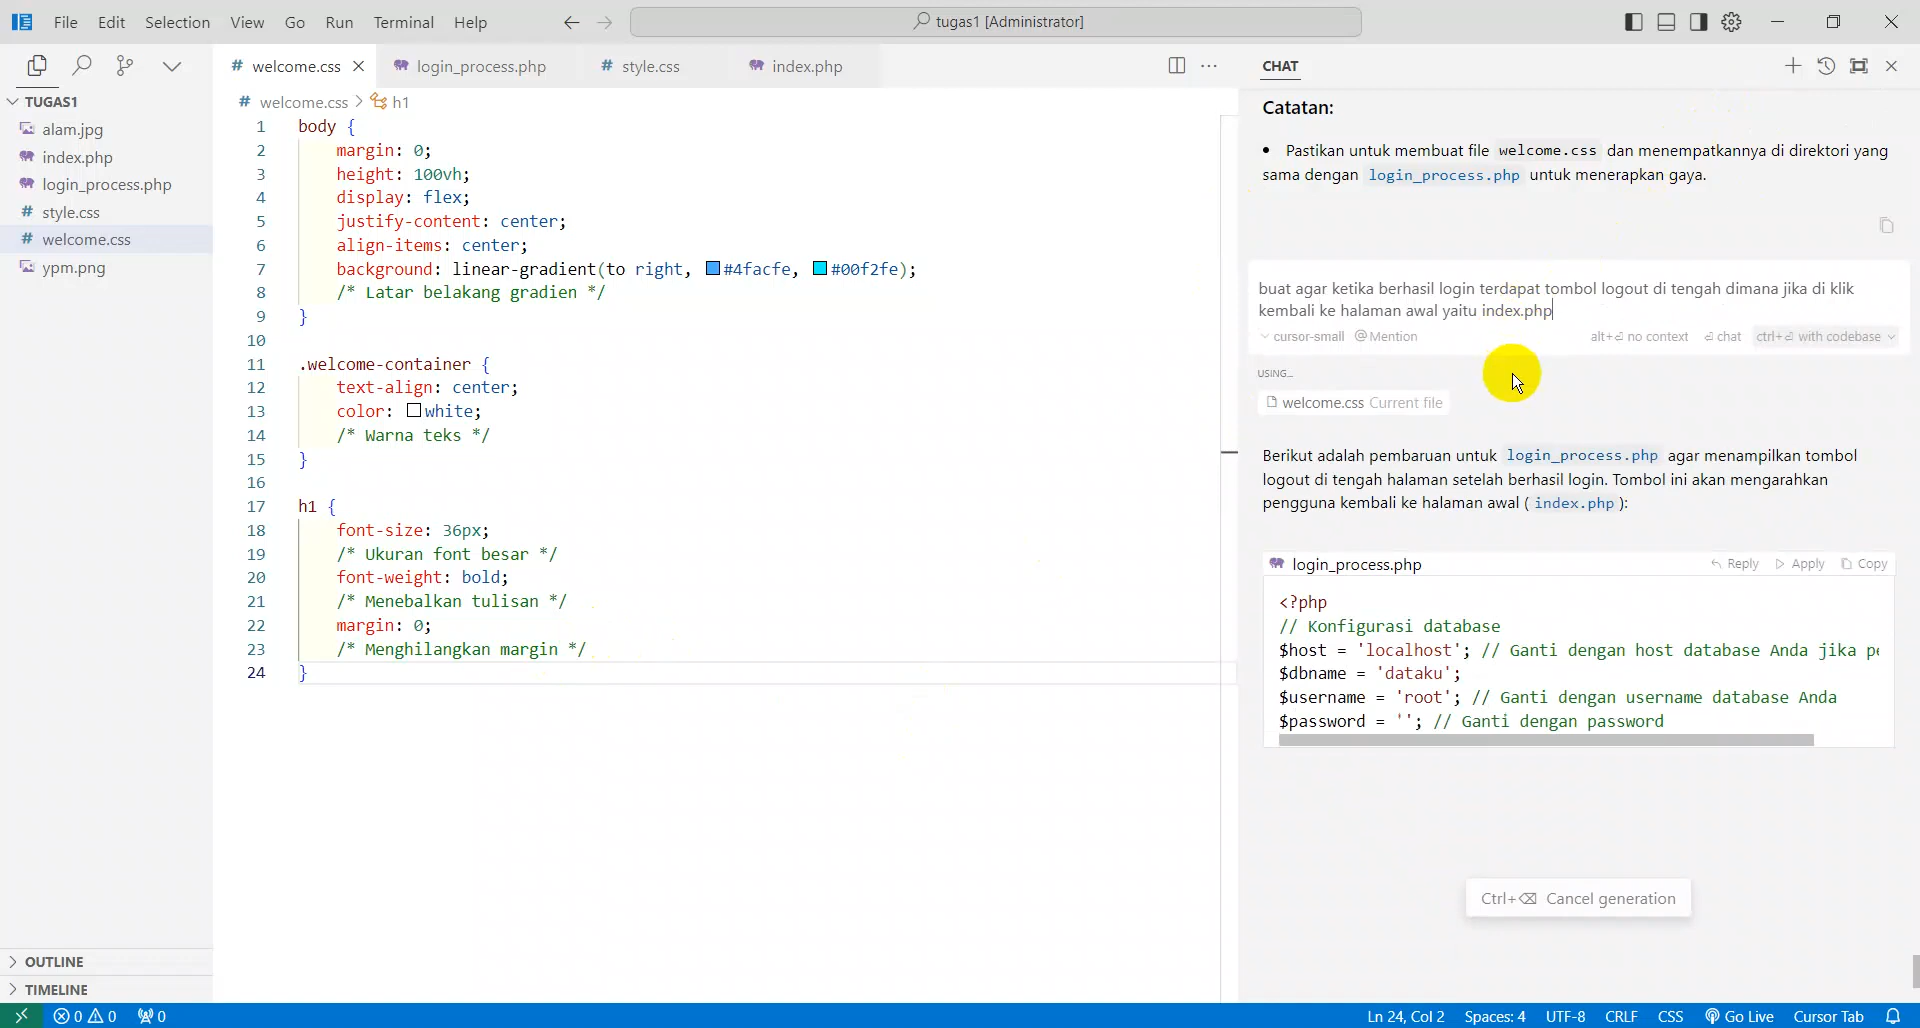 File Edit Selection View Go Run Terminal Help
tugas1 [Administrator]
TUGAS1
alam.jpg
index.php
login_process.php
style.css
welcome.css
ypm.png
OUTLINE
TIMELINE
# welcome.css
login_process.php
# style.css
index.php
# welcome.css > h1
1 body {
2 margin: 0;
3 height: 100vh;
4 display: flex;
5 justify-content: center;
6 align-items: center;
7 background: linear-gradient(to right, #4facfe, #00f2fe);
8 /* Latar belakang gradien */
9 }
10
11 .welcome-container {
12 text-align: center;
13 color: white;
14 /* Warna teks */
15 }
16
17 h1 {
18 font-size: 36px;
19 /* Ukuran font besar */
20 font-weight: bold;
21 /* Menebalkan tulisan */
22 margin: 0;
23 /* Menghilangkan margin */
24 }
CHAT
Catatan:
• Pastikan untuk membuat file welcome.css dan menempatkannya di direktori yang
sama dengan login_process.php untuk menerapkan gaya.
buat agar ketika berhasil login terdapat tombol logout di tengah dimana jika di klik
kembali ke halaman awal yaitu index.php
cursor-small @ Mention alt+⏎ no context ⏎ chat ctrl+⏎ with codebase
USING...
welcome.css Current file
Berikut adalah pembaruan untuk login_process.php agar menampilkan tombol
logout di tengah halaman setelah berhasil login. Tombol ini akan mengarahkan
pengguna kembali ke halaman awal ( index.php ):
login_process.php Reply Apply Copy
<?php
// Konfigurasi database
$host = 'localhost'; // Ganti dengan host database Anda jika pe
$dbname = 'dataku';
$username = 'root'; // Ganti dengan username database Anda
$password = ''; // Ganti dengan password
Ctrl+⌫ Cancel generation
0 0 0
Ln 24, Col 2 Spaces: 4 UTF-8 CRLF CSS Go Live Cursor Tab